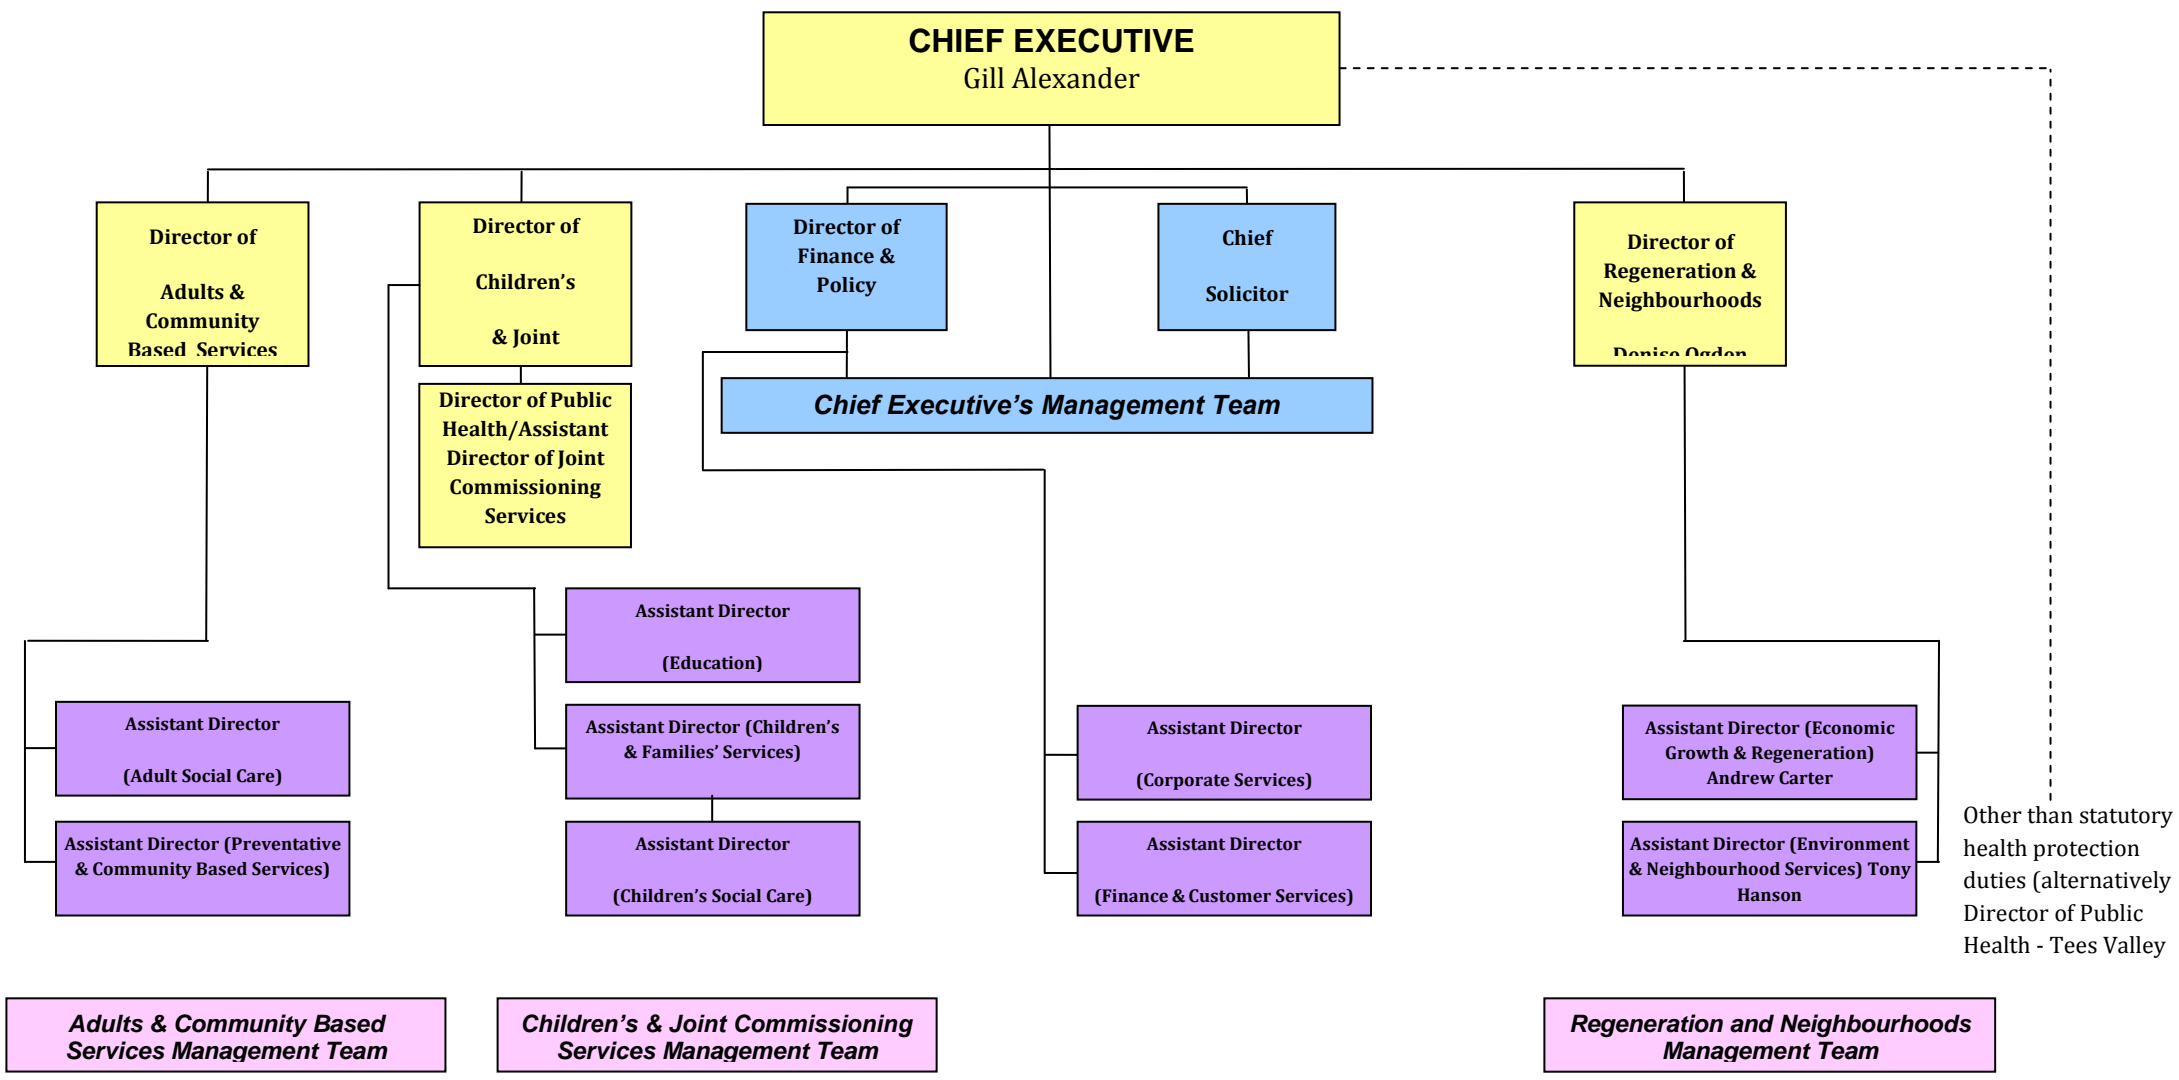 CHIEF EXECUTIVE
Gill Alexander
Director of
Adults &
Community
Based Services
Director of
Children's
& Joint
Director of
Finance &
Policy
Chief
Solicitor
Director of
Regeneration &
Neighbourhoods
Denise Ogden
Director of Public
Health/Assistant
Director of Joint
Commissioning
Services
Chief Executive's Management Team
Assistant Director
(Education)
Assistant Director
(Adult Social Care)
Assistant Director (Children's
& Families' Services)
Assistant Director
(Corporate Services)
Assistant Director (Economic
Growth & Regeneration)
Andrew Carter
Assistant Director (Preventative
& Community Based Services)
Assistant Director
(Children's Social Care)
Assistant Director
(Finance & Customer Services)
Assistant Director (Environment
& Neighbourhood Services) Tony
Hanson
Other than statutory
health protection
duties (alternatively
Director of Public
Health - Tees Valley
Adults & Community Based
Services Management Team
Children's & Joint Commissioning
Services Management Team
Regeneration and Neighbourhoods
Management Team